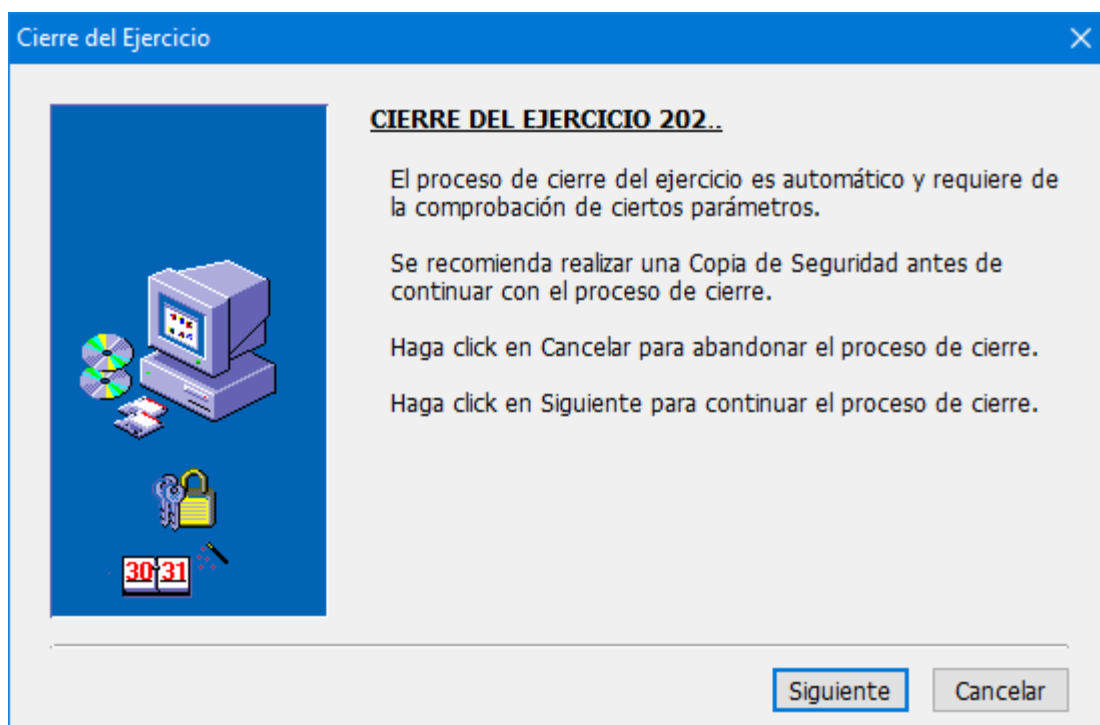 Cierre del Ejercicio
CIERRE DEL EJERCICIO 202..
El proceso de cierre del ejercicio es automático y requiere de
la comprobación de ciertos parámetros.
Se recomienda realizar una Copia de Seguridad antes de
continuar con el proceso de cierre.
Haga click en Cancelar para abandonar el proceso de cierre.
Haga click en Siguiente para continuar el proceso de cierre.
30 31
Siguiente Cancelar